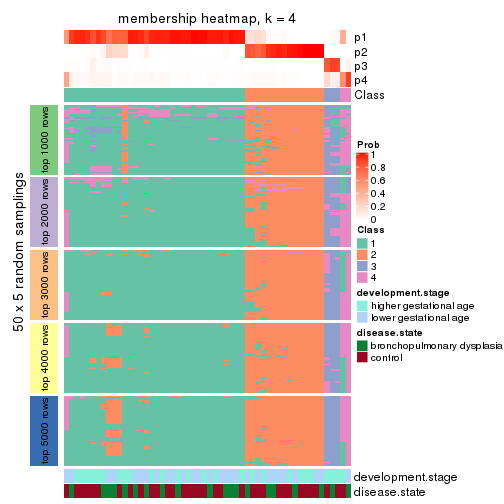 membership heatmap, k = 4
p1
p2
p3
p4
Class
50 x 5 random samplings
top 1000 rows
top 2000 rows
top 3000 rows
top 4000 rows
top 5000 rows
Prob
1
0.8
0.6
0.4
0.2
0
Class
1
2
3
4
development.stage
higher gestational age
lower gestational age
disease.state
bronchopulmonary dysplasia
control
development.stage
disease.state